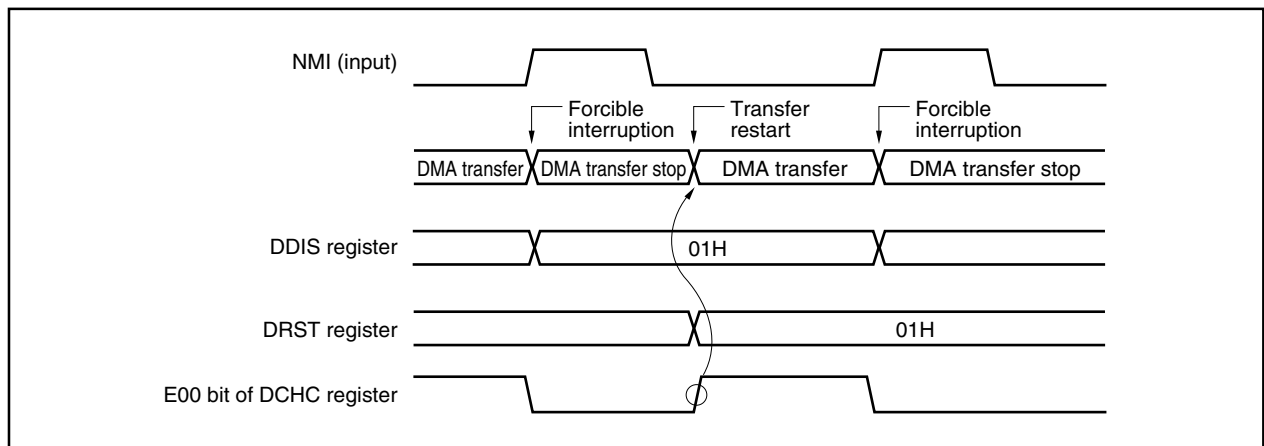 NMI (input)
Forcible
interruption
Transfer
restart
Forcible
interruption
DMA transfer
DMA transfer stop
DMA transfer
DMA transfer stop
DDIS register
01H
DRST register
01H
E00 bit of DCHC register